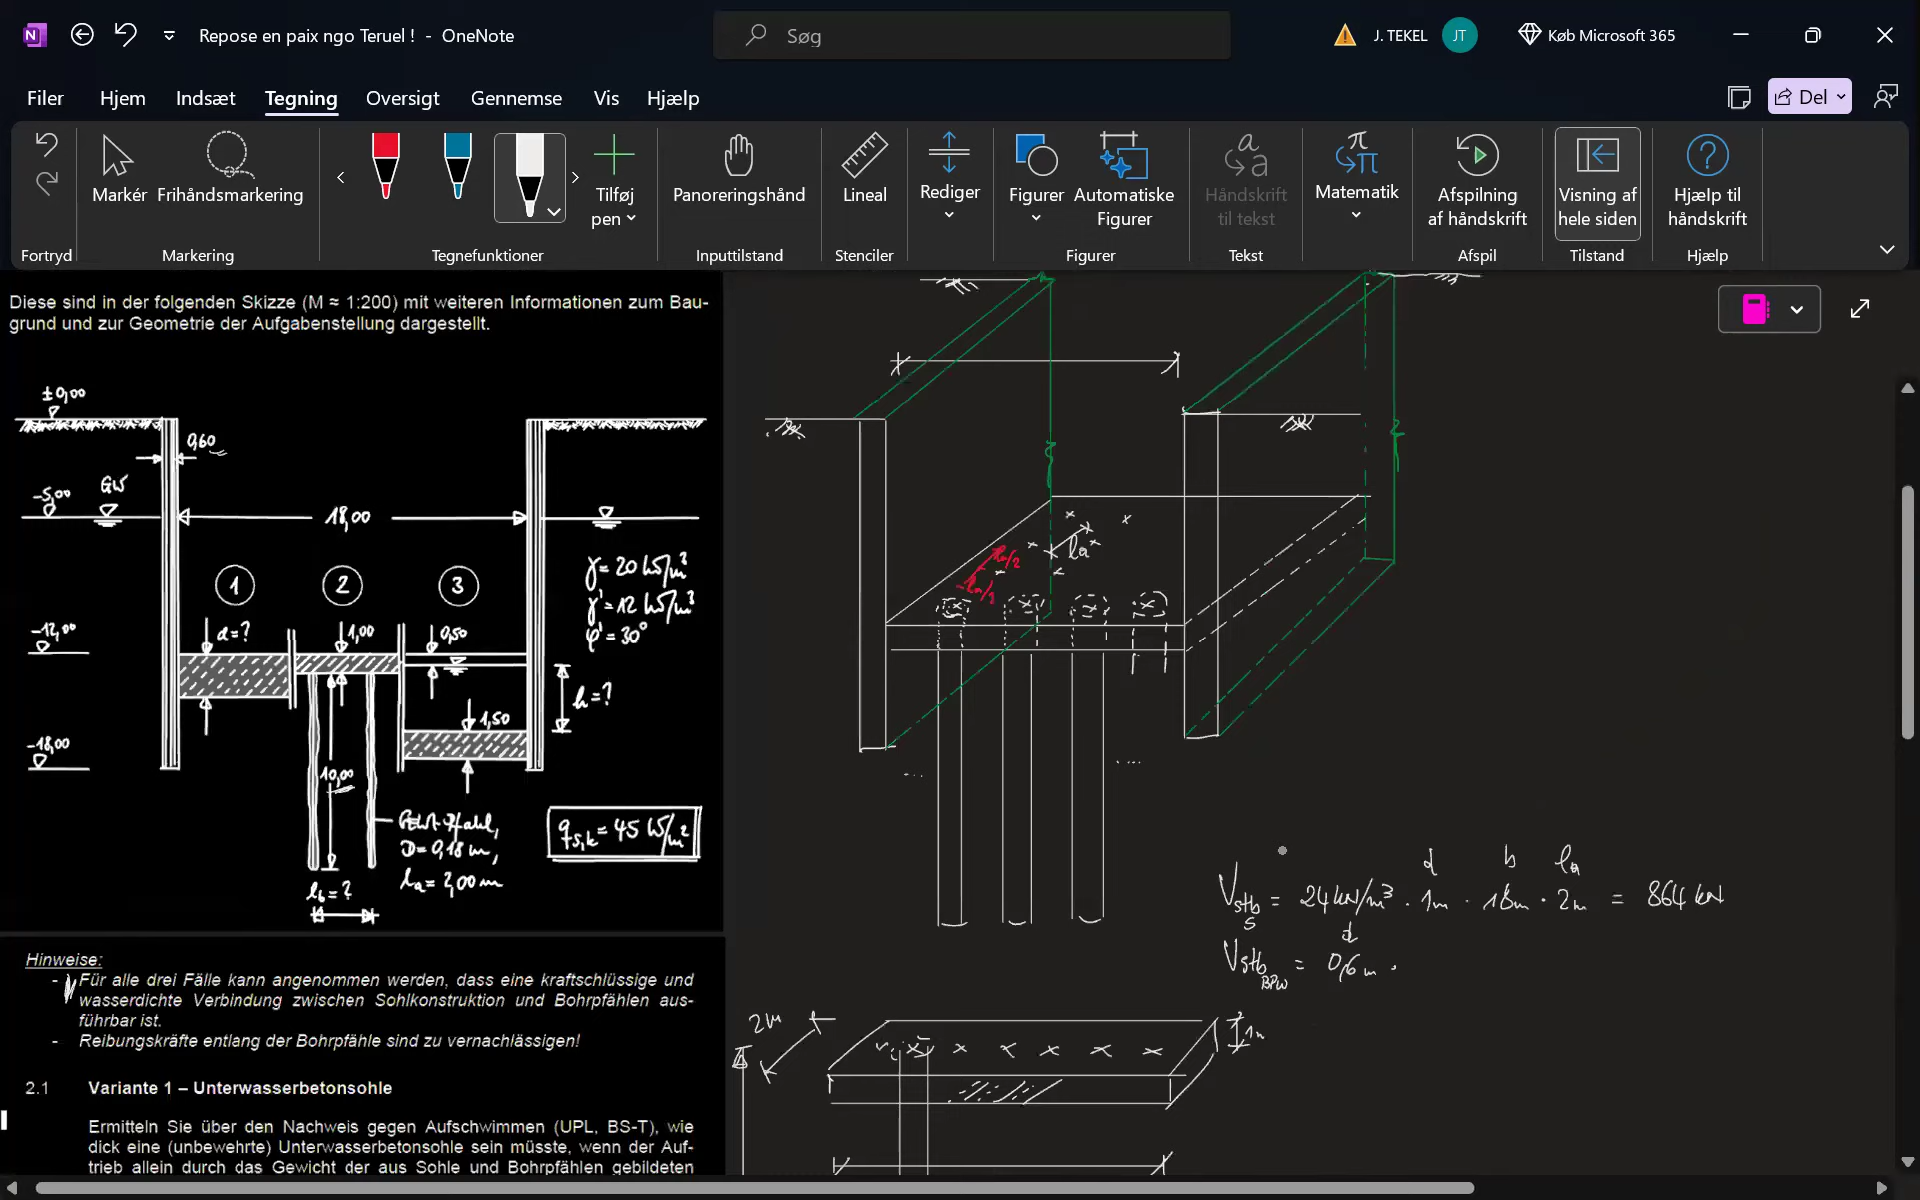 Repose en paix ngo Teruel ! - OneNote
Søg
J. TEKEL
JT
Køb Microsoft 365
Filer Hjem Indsæt Tegning Oversigt Gennemse Vis Hjælp
Del
Markér
Frihåndsmarkering
Tilføj pen
Panoreringshånd
Lineal
Rediger
Figurer
Automatiske Figurer
Håndskrift til tekst
Matematik
Afspilning af håndskrift
Visning af hele siden
Hjælp til håndskrift
Fortryd
Markering
Tegnefunktioner
Inputtilstand
Stenciler
Figurer
Tekst
Afspil
Tilstand
Hjælp
Diese sind in der folgenden Skizze (M ≈ 1:200) mit weiteren Informationen zum Bau-
grund und zur Geometrie der Aufgabenstellung dargestellt.
±0,00
0,60
-5,00 GW
18,00
γ = 20 kN/m³
γ' = 12 kN/m³
φ' = 30°
1 2 3
-12,00
d=? 1,00 0,50
h=?
1,50
-18,00
10,00
D=0,18 m,
la = 2,00 m
qs,k = 45 kN/m²
lb = ?
la/2
la
la/2
d b la
Vstb S = 24 kN/m³ · 1m · 18m · 2m = 864 kN
d
Vstb BPW = 0,6 m ·
2m
1m
Hinweise:
- Für alle drei Fälle kann angenommen werden, dass eine kraftschlüssige und
wasserdichte Verbindung zwischen Sohlkonstruktion und Bohrpfählen aus-
führbar ist.
- Reibungskräfte entlang der Bohrpfähle sind zu vernachlässigen!
2.1 Variante 1 – Unterwasserbetonsohle
Ermitteln Sie über den Nachweis gegen Aufschwimmen (UPL, BS-T), wie
dick eine (unbewehrte) Unterwasserbetonsohle sein müsste, wenn der Auf-
trieb allein durch das Gewicht der aus Sohle und Bohrpfählen gebildeten